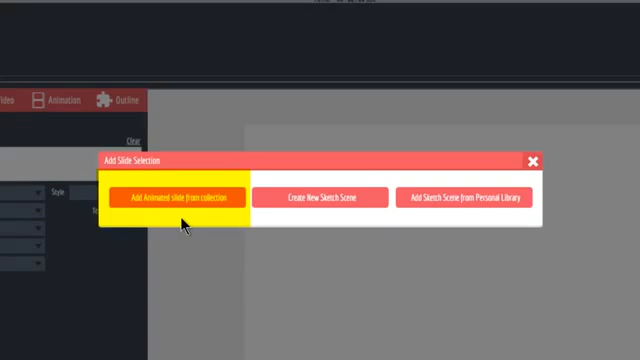 ideo Animation Outline
Clear
Add Slide Selection
Add Animated slide from collection Create New Sketch Scene Add Sketch Scene from Personal Library
Style